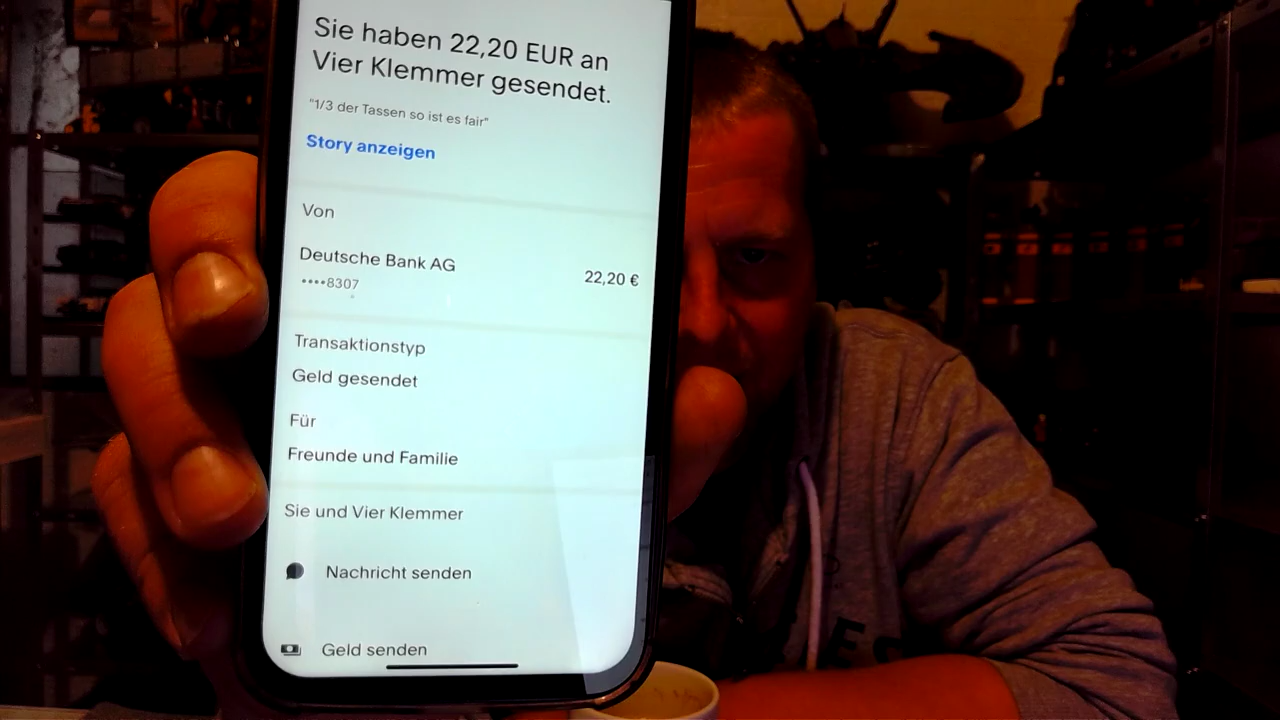 Sie haben 22,20 EUR an
Vier Klemmer gesendet.
"1/3 der Tassen so ist es fair"
Story anzeigen
Von
Deutsche Bank AG
22,20 €
••••8307
Transaktionstyp
Geld gesendet
Für
Freunde und Familie
Sie und Vier Klemmer
Nachricht senden
Geld senden